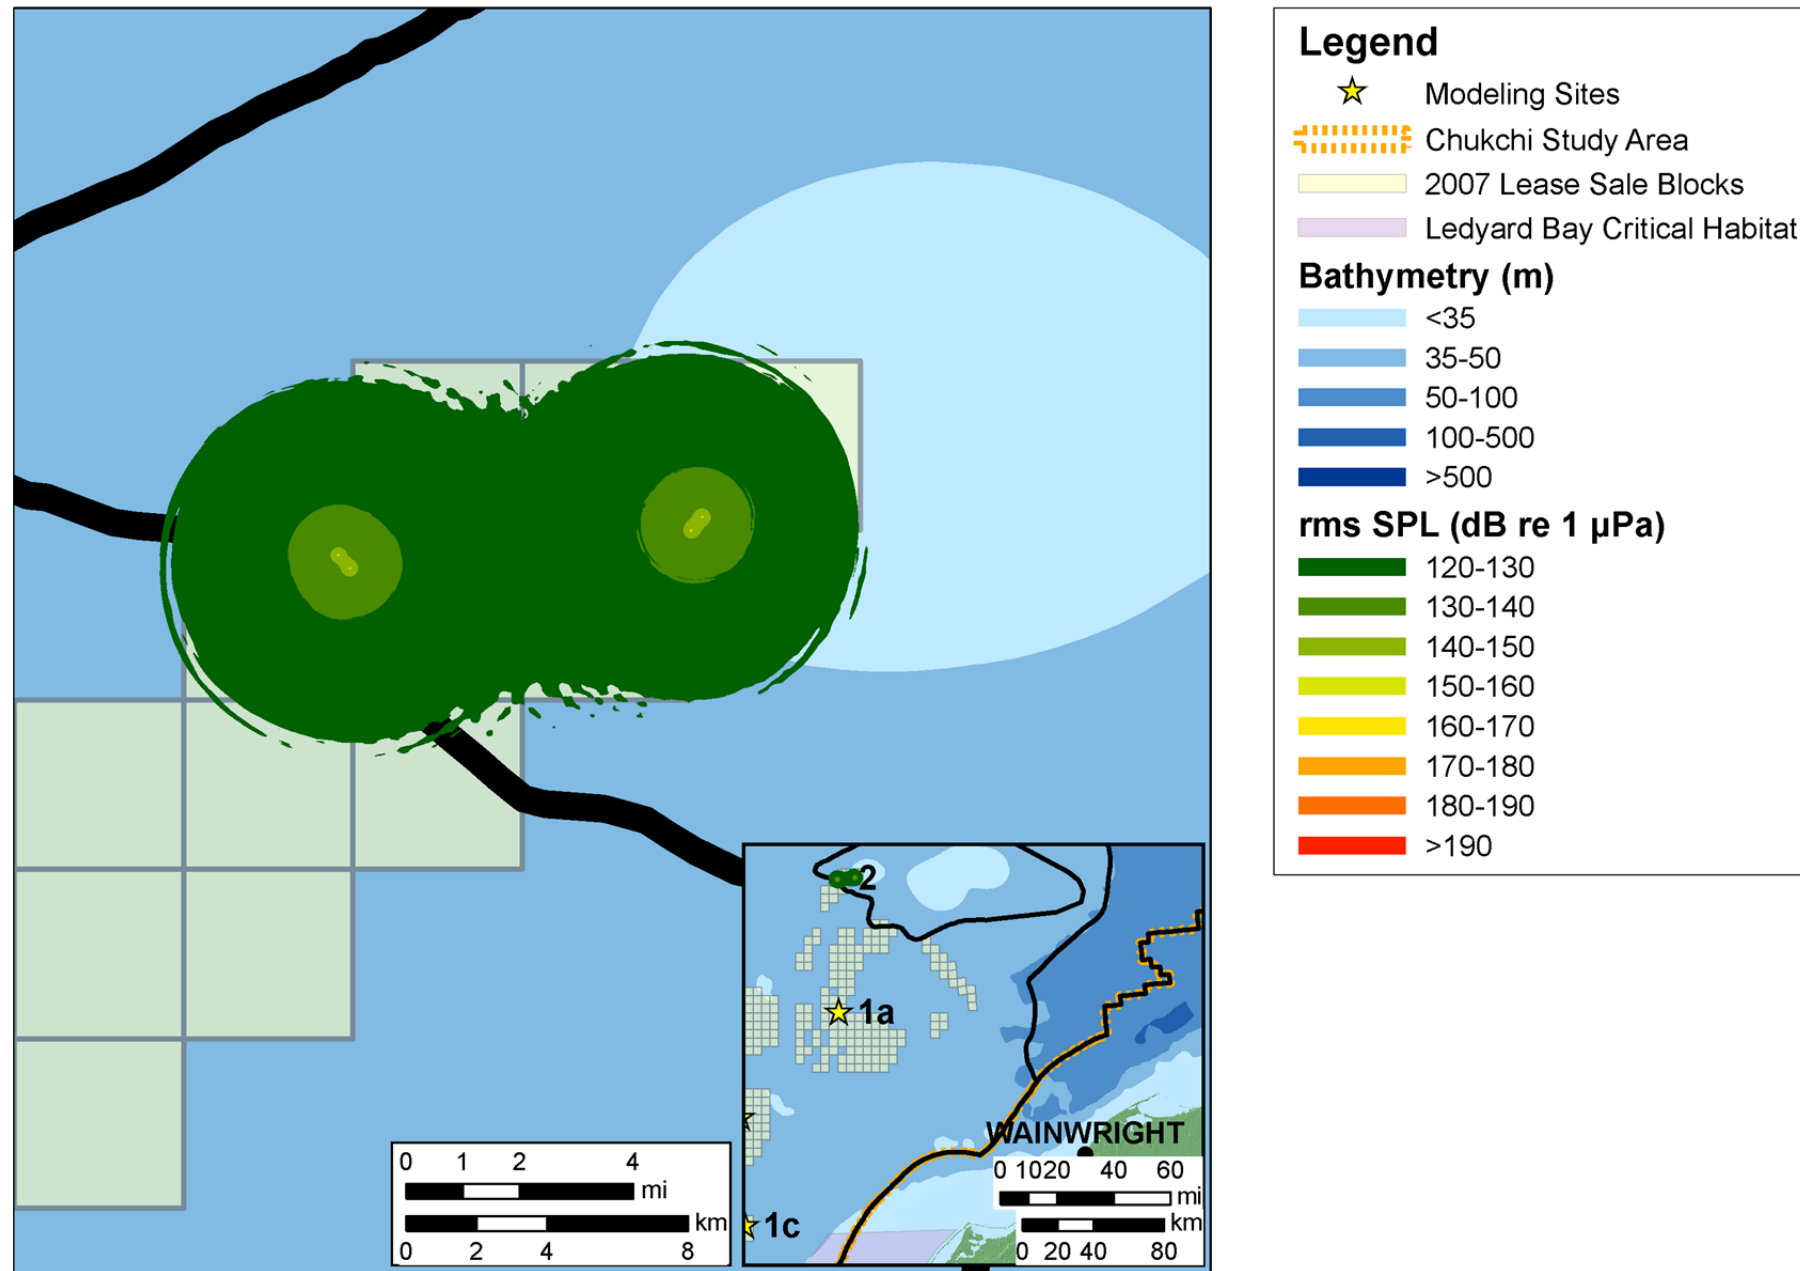 Legend
Modeling Sites
Chukchi Study Area
2007 Lease Sale Blocks
Ledyard Bay Critical Habitat
Bathymetry (m)
<35
35-50
50-100
100-500
>500
rms SPL (dB re 1 µPa)
120-130
130-140
140-150
150-160
160-170
170-180
180-190
>190
2
1a
WAINWRIGHT
1c
0 1 2 4
mi
km
0 2 4 8
0 10 20 40 60
mi
km
0 20 40 80